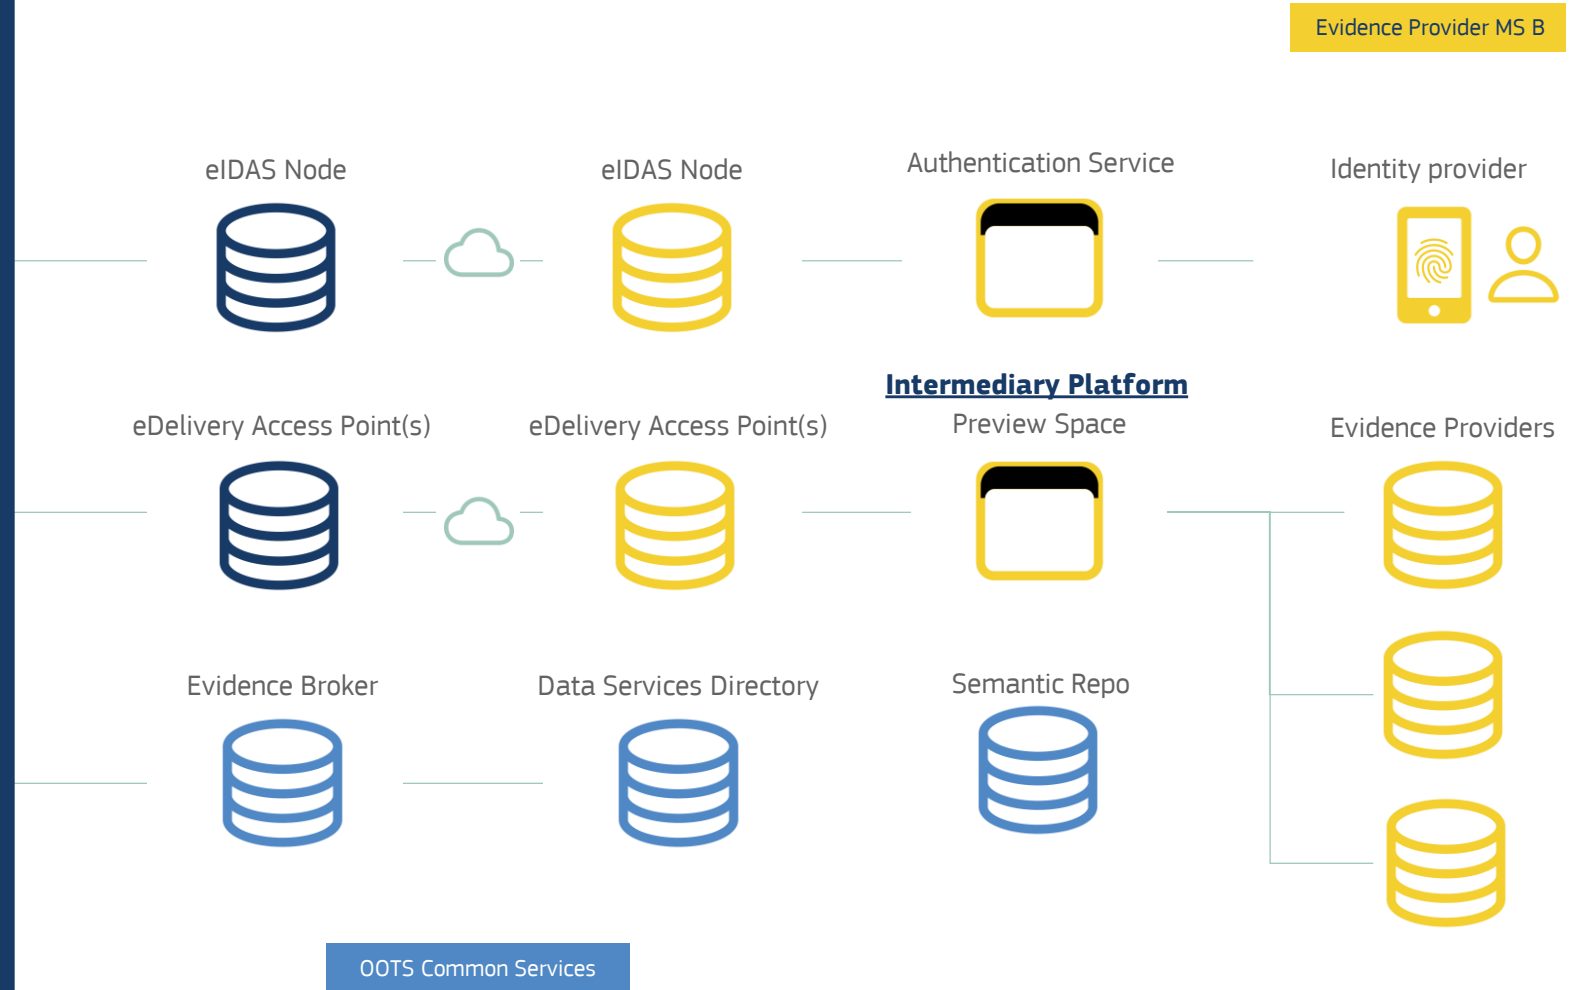 Evidence Provider MS B
eIDAS Node
eIDAS Node
Authentication Service
Identity provider
Intermediary Platform
eDelivery Access Point(s)
eDelivery Access Point(s)
Preview Space
Evidence Providers
Evidence Broker
Data Services Directory
Semantic Repo
OOTS Common Services